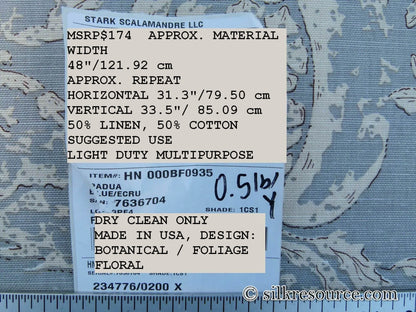 STARK SCALAMANDRE LLC
MSRP$174 APPROX. MATERIAL
WIDTH
48"/121.92 cm
APPROX. REPEAT
HORIZONTAL 31.3"/79.50 cm
VERTICAL 33.5"/ 85.09 cm
50% LINEN, 50% COTTON
SUGGESTED USE
LIGHT DUTY MULTIPURPOSE
ITEM#: HN 000BF0935
PADUA
BLUE/ECRU
S/N: 7636704
0.5lb/
Y
SHADE: 1CS1
DRY CLEAN ONLY
MADE IN USA, DESIGN:
BOTANICAL / FOLIAGE
FLORAL
234776/0200 X
© silkresource.com